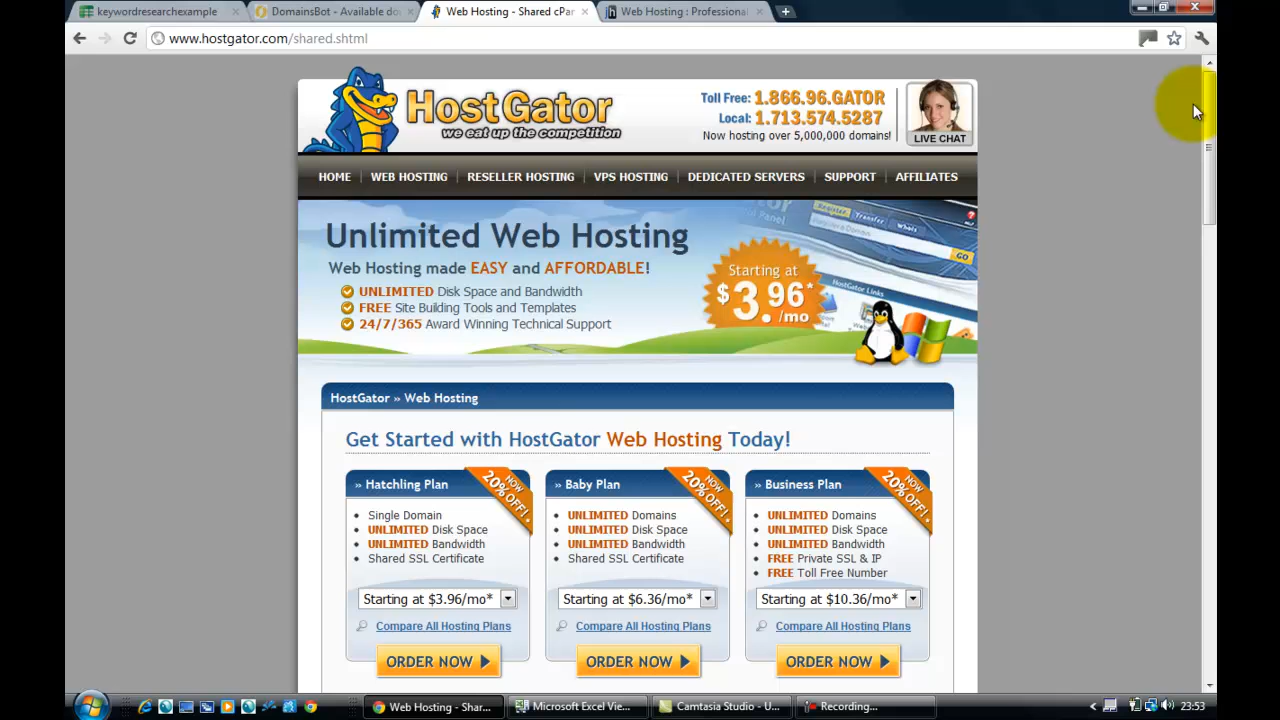 keywordresearchexample
DomainsBot - Available do
Web Hosting - Shared cPar
Web Hosting : Professiona
www.hostgator.com/shared.shtml
HostGator
we eat up the competition
Toll Free: 1.866.96.GATOR
Local: 1.713.574.5287
Now hosting over 5,000,000 domains!
LIVE CHAT
HOME
WEB HOSTING
RESELLER HOSTING
VPS HOSTING
DEDICATED SERVERS
SUPPORT
AFFILIATES
Unlimited Web Hosting
Web Hosting made EASY and AFFORDABLE!
UNLIMITED Disk Space and Bandwidth
FREE Site Building Tools and Templates
24/7/365 Award Winning Technical Support
Starting at
$3.96*
/mo
Register
Transfer
Whois
GO
HostGator Links
HostGator » Web Hosting
Get Started with HostGator Web Hosting Today!
» Hatchling Plan
NOW
20% OFF!
Single Domain
UNLIMITED Disk Space
UNLIMITED Bandwidth
Shared SSL Certificate
Starting at $3.96/mo*
Compare All Hosting Plans
ORDER NOW
» Baby Plan
NOW
20% OFF!
UNLIMITED Domains
UNLIMITED Disk Space
UNLIMITED Bandwidth
Shared SSL Certificate
Starting at $6.36/mo*
Compare All Hosting Plans
ORDER NOW
» Business Plan
NOW
20% OFF!
UNLIMITED Domains
UNLIMITED Disk Space
UNLIMITED Bandwidth
FREE Private SSL & IP
FREE Toll Free Number
Starting at $10.36/mo*
Compare All Hosting Plans
ORDER NOW
Web Hosting - Shar...
Microsoft Excel Vie...
Camtasia Studio - U...
Recording...
23:53